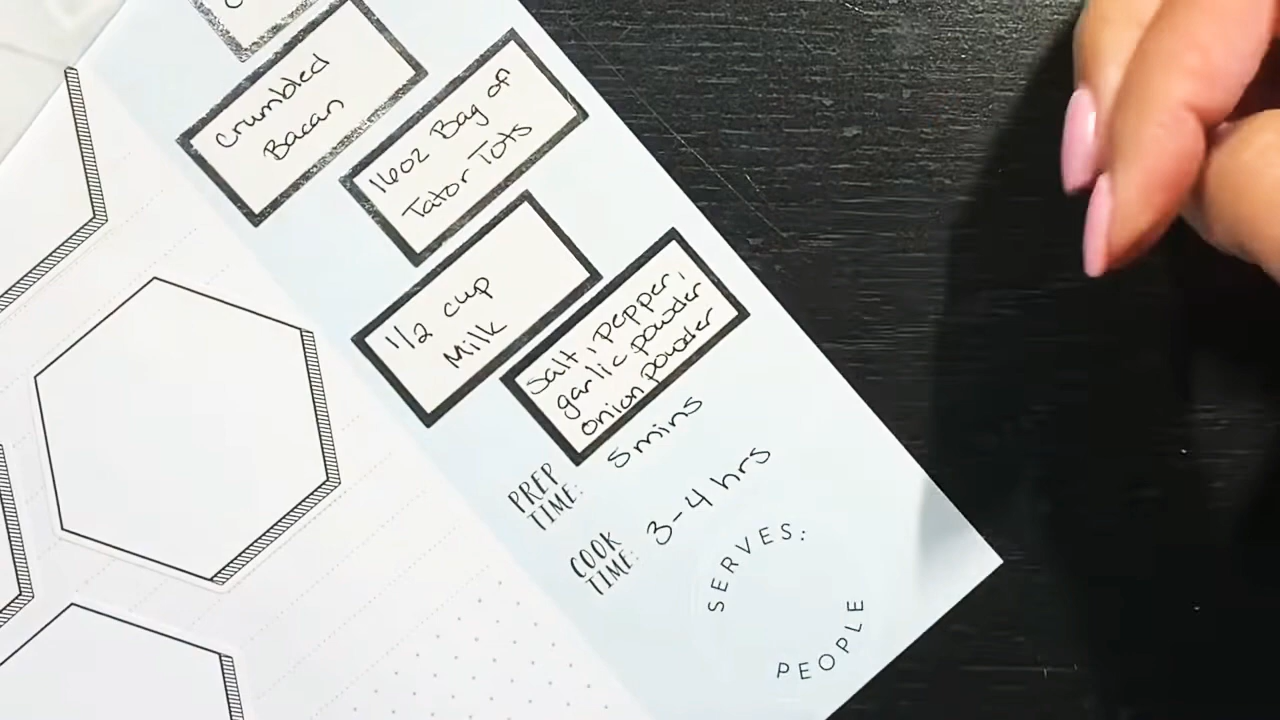 Crumbled
Bacan
16oz Bag of
Tator Tots
1/2 cup
Milk
Salt, pepper,
garlic powder
onion powder
PREP
TIME: 5mins
COOK
TIME: 3-4 hrs
SERVES:
PEOPLE